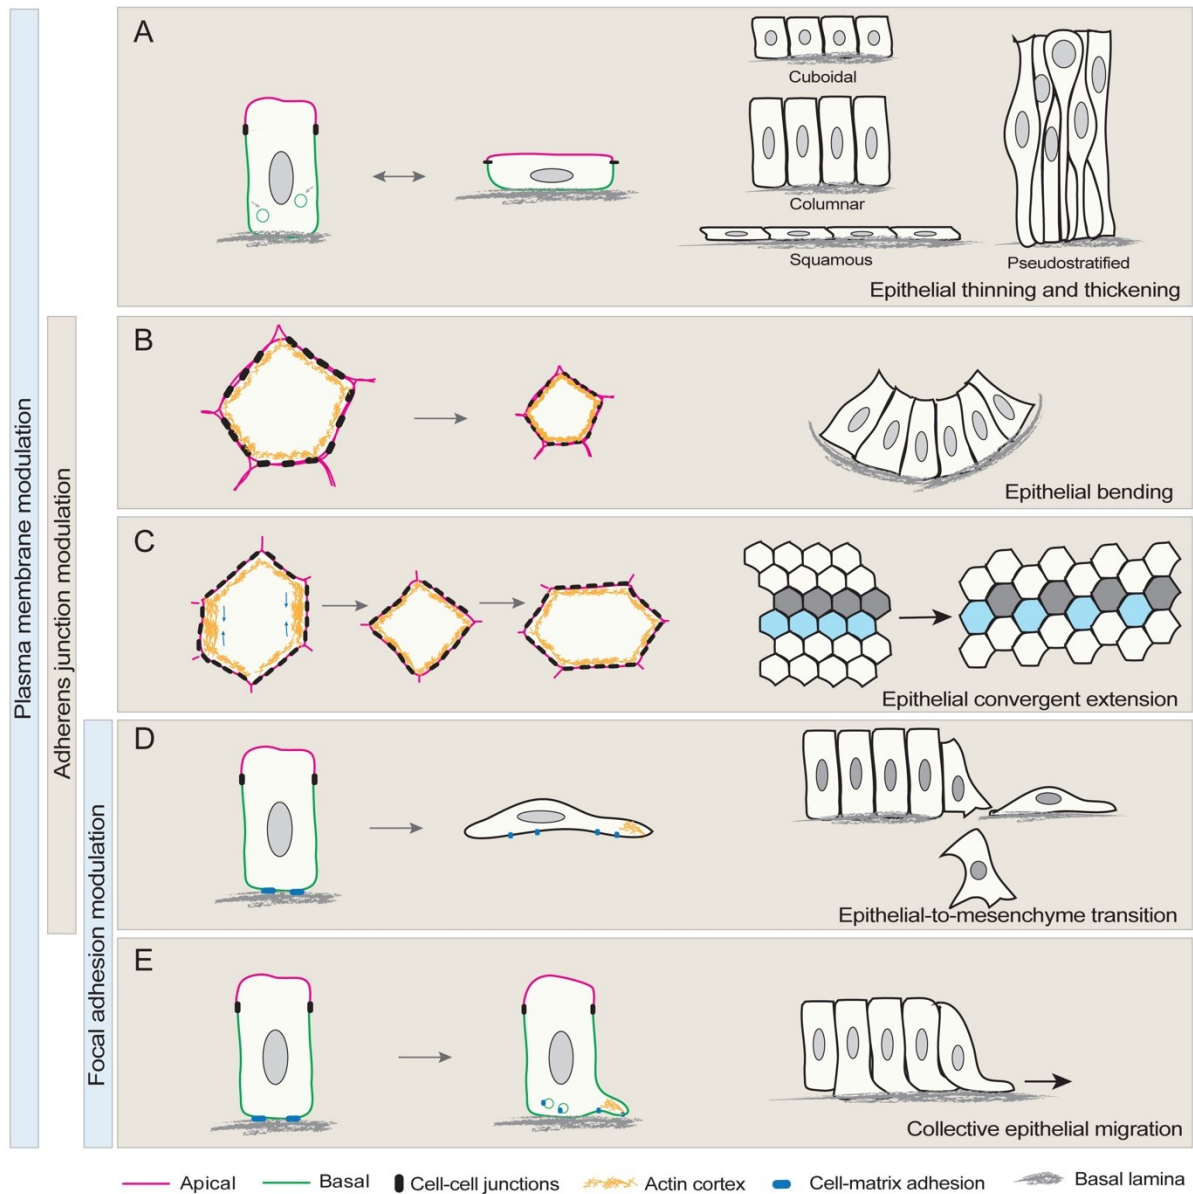 Plasma membrane modulation
Adherens junction modulation
Focal adhesion modulation
A
Cuboidal
Columnar
Squamous
Pseudostratified
Epithelial thinning and thickening
B
Epithelial bending
C
Epithelial convergent extension
D
Epithelial-to-mesenchyme transition
E
Collective epithelial migration
Apical
Basal
Cell-cell junctions
Actin cortex
Cell-matrix adhesion
Basal lamina